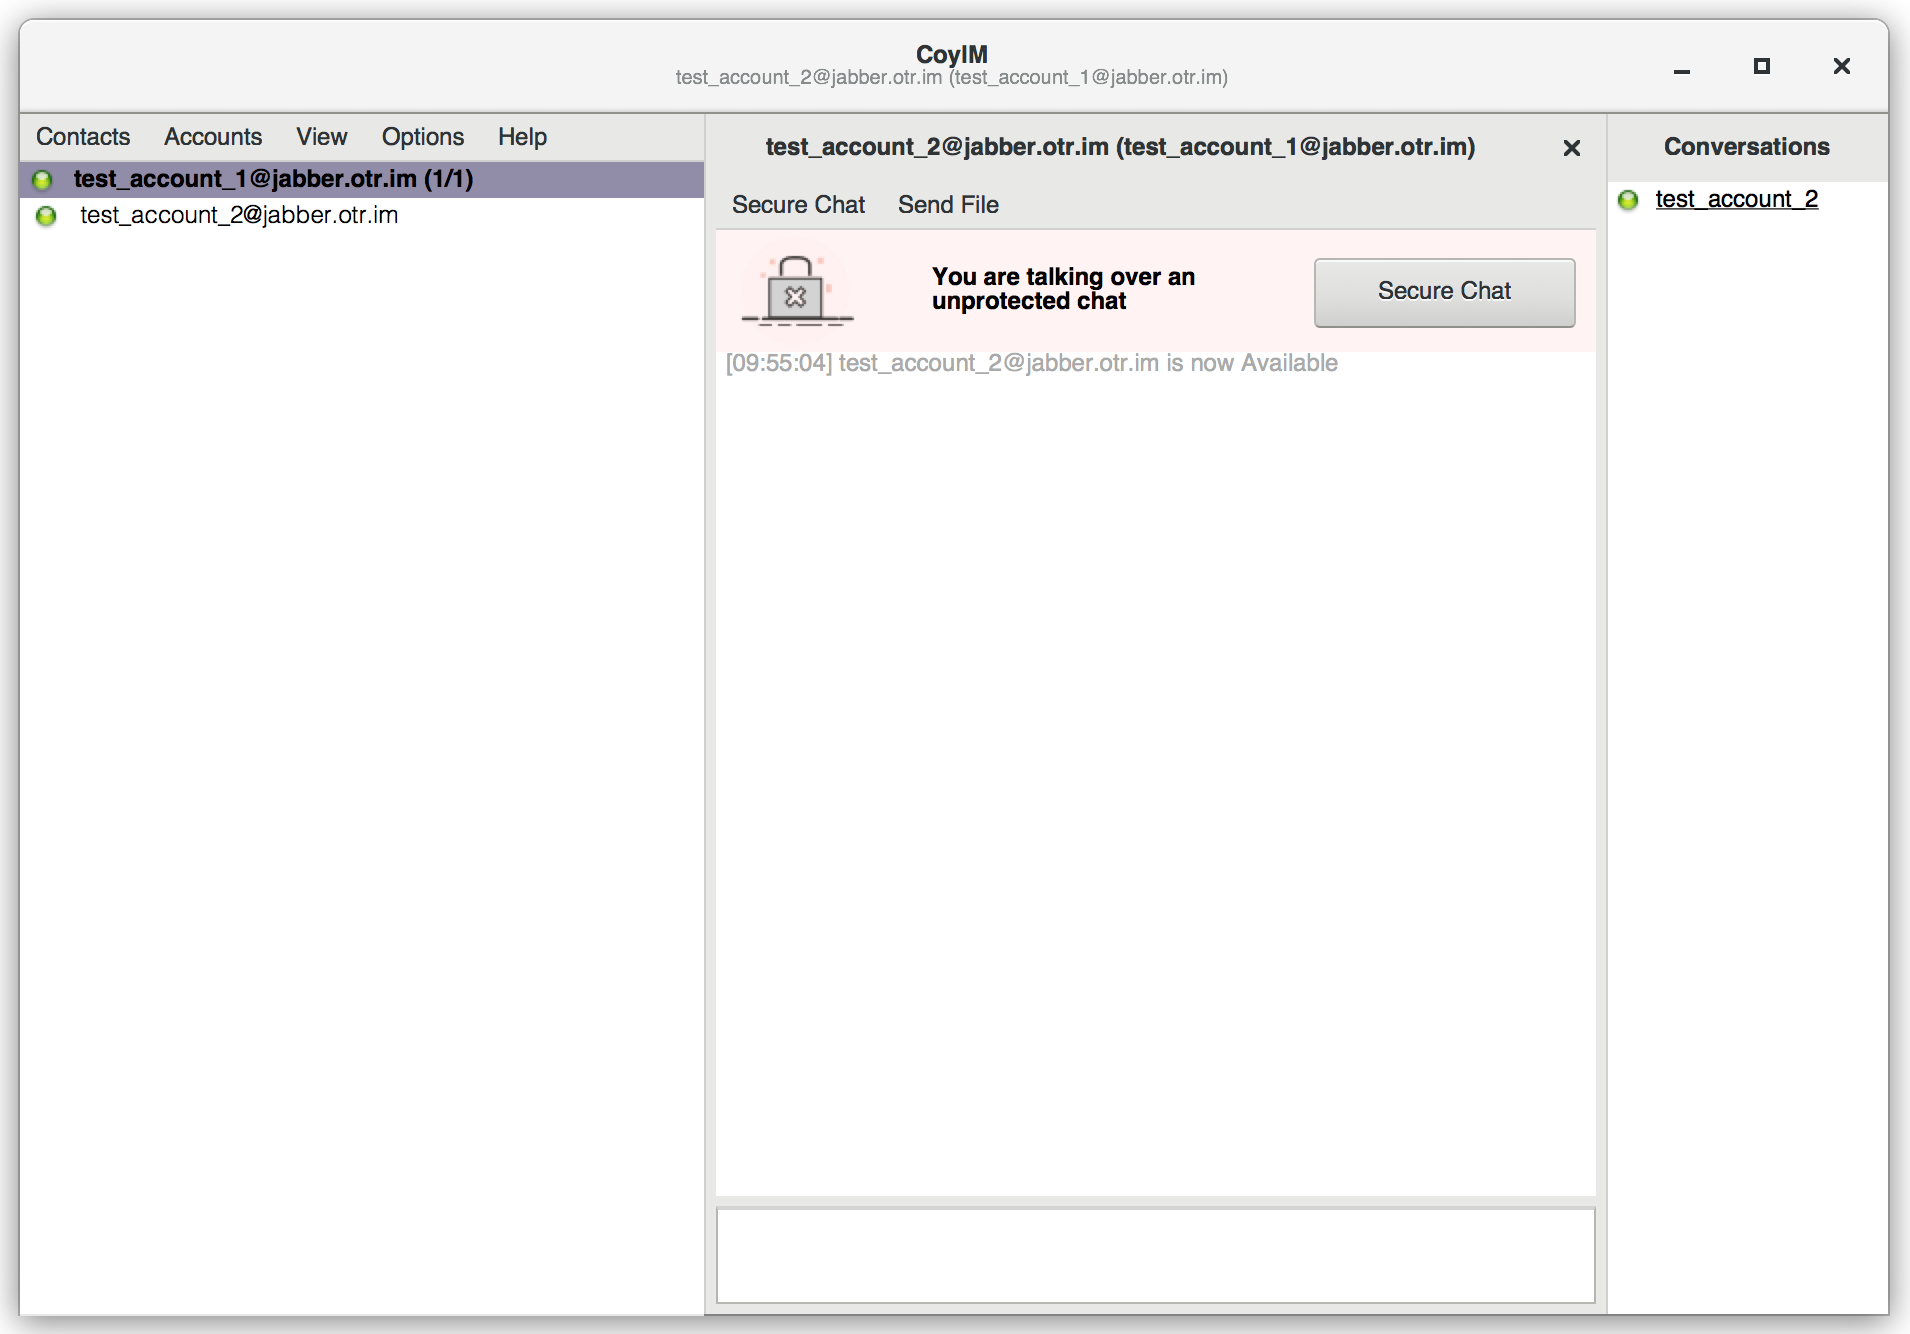 CoyIM
test_account_2@jabber.otr.im (test_account_1@jabber.otr.im)
Contacts Accounts View Options Help
test_account_1@jabber.otr.im (1/1)
test_account_2@jabber.otr.im
test_account_2@jabber.otr.im (test_account_1@jabber.otr.im)
Secure Chat Send File
You are talking over an
unprotected chat
Secure Chat
[09:55:04] test_account_2@jabber.otr.im is now Available
Conversations
test_account_2